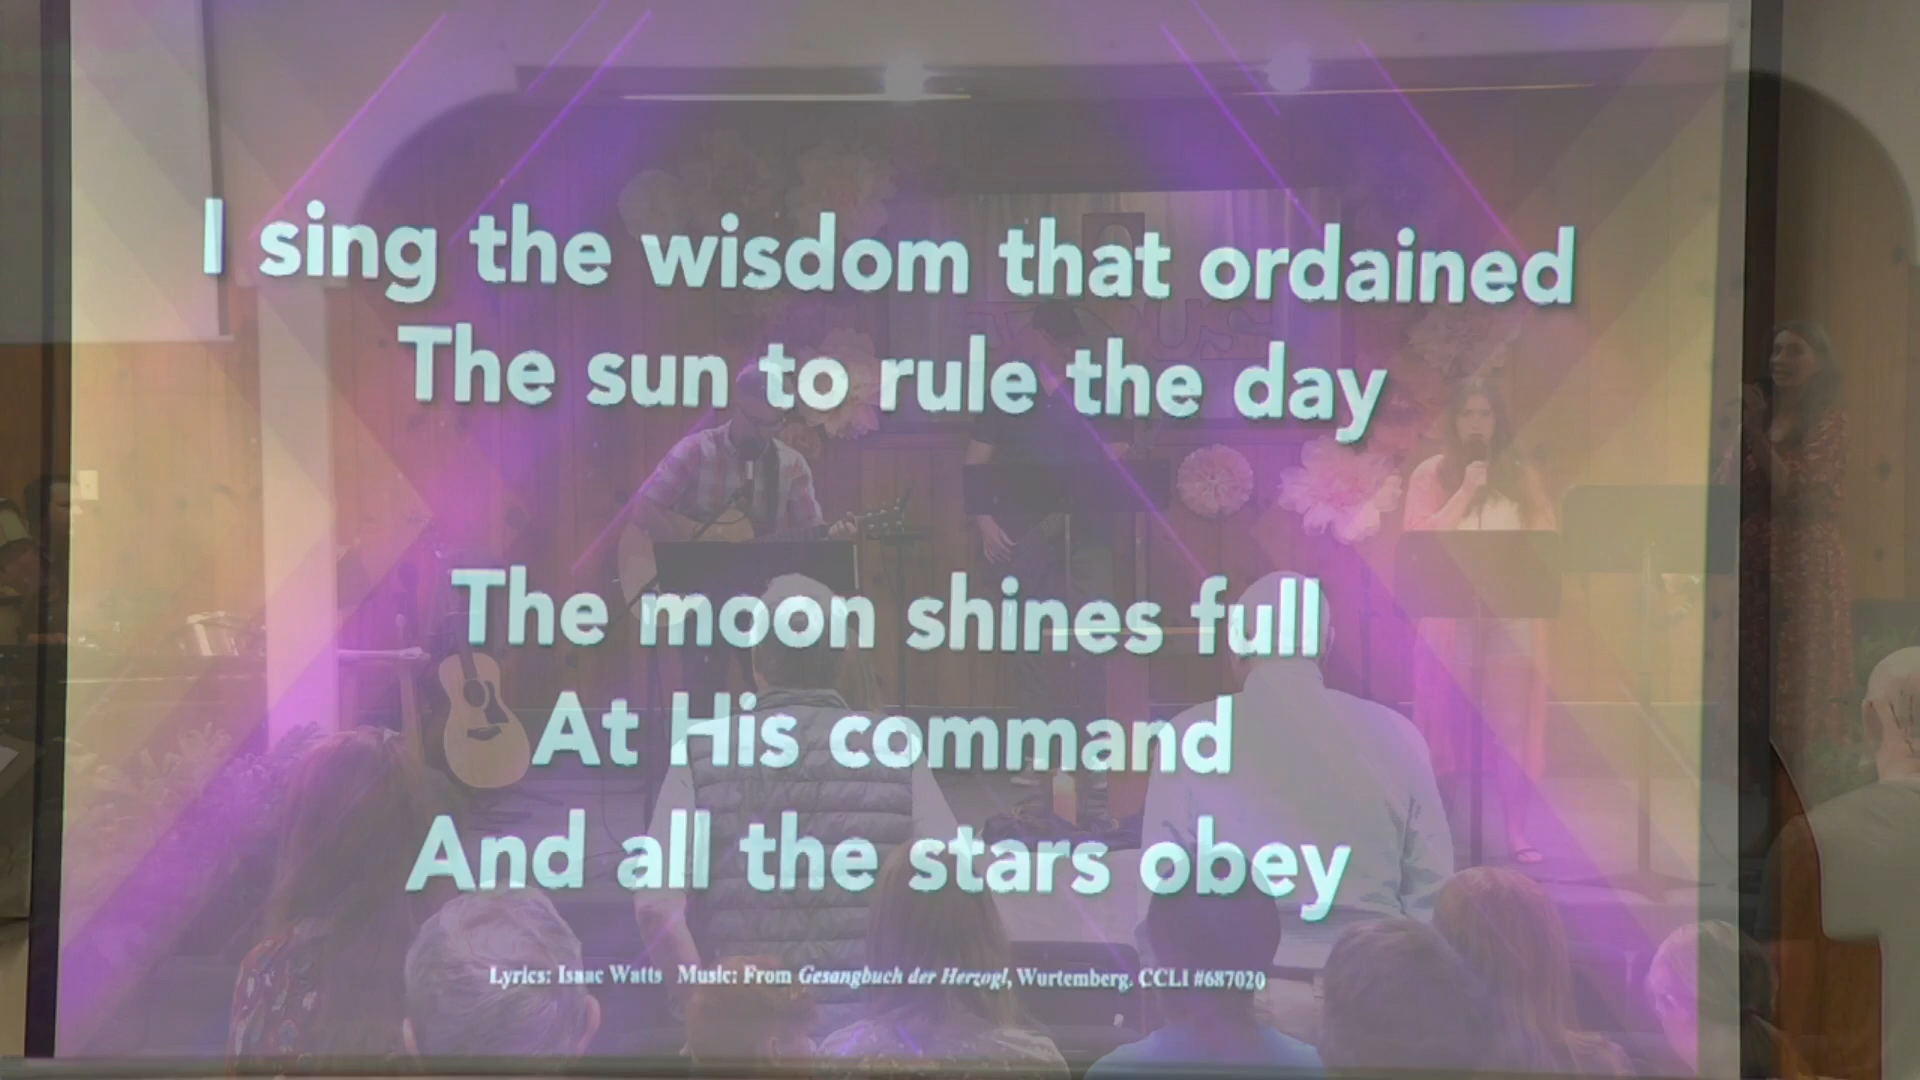 I sing the wisdom that ordained
The sun to rule the day
The moon shines full
At His command
And all the stars obey
Lyrics: Isaac Watts Music: From Gesangbuch der Herzogl, Wurtemberg. CCLI #687020